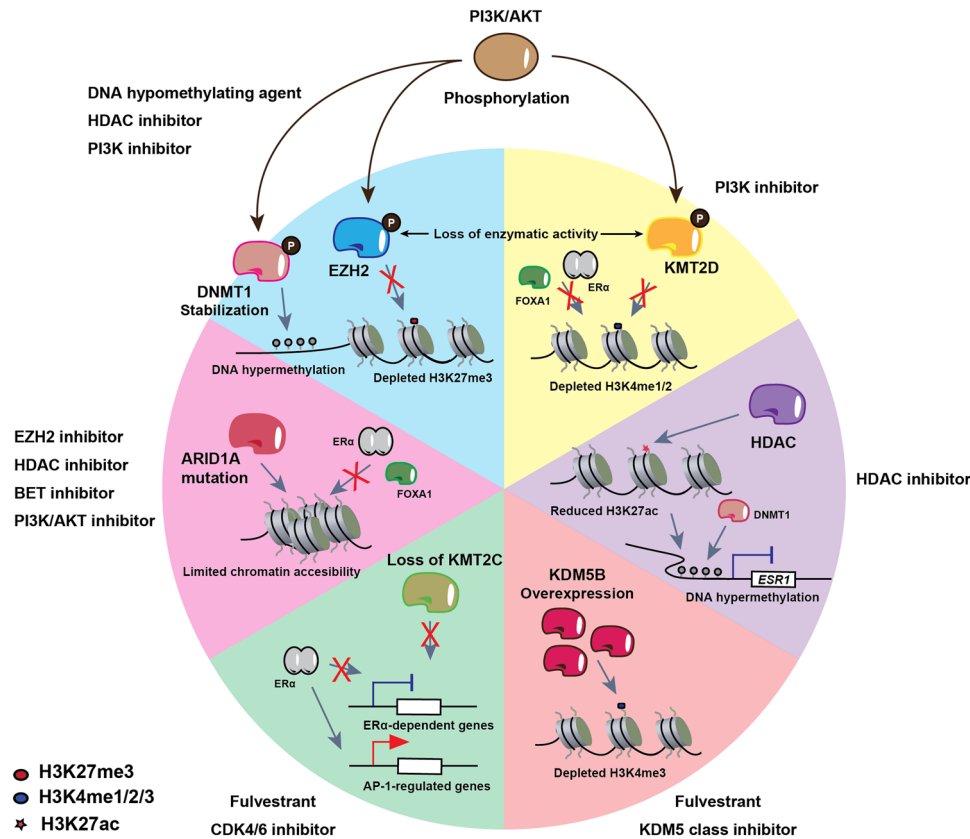 PI3K/AKT
Phosphorylation
DNA hypomethylating agent
HDAC inhibitor
PI3K inhibitor
PI3K inhibitor
P
P
P
Loss of enzymatic activity
EZH2
KMT2D
DNMT1
Stabilization
FOXA1
ERα
DNA hypermethylation
Depleted H3K27me3
Depleted H3K4me1/2
EZH2 inhibitor
HDAC inhibitor
BET inhibitor
PI3K/AKT inhibitor
ARID1A
mutation
ERα
FOXA1
Limited chromatin accesibility
HDAC
Reduced H3K27ac
DNMT1
ESR1
DNA hypermethylation
HDAC inhibitor
Loss of KMT2C
ERα
ERα-dependent genes
AP-1-regulated genes
KDM5B
Overexpression
Depleted H3K4me3
H3K27me3
H3K4me1/2/3
H3K27ac
Fulvestrant
CDK4/6 inhibitor
Fulvestrant
KDM5 class inhibitor